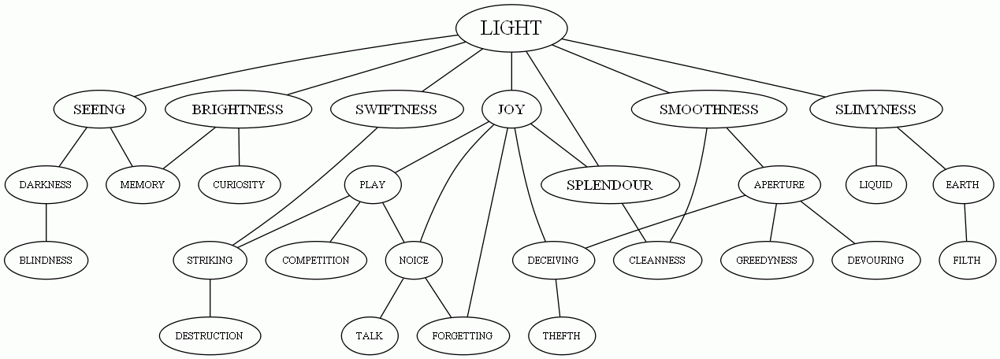 LIGHT
SEEING
BRIGHTNESS
SWIFTNESS
JOY
SMOOTHNESS
SLIMYNESS
DARKNESS
MEMORY
CURIOSITY
PLAY
SPLENDOUR
APERTURE
LIQUID
EARTH
BLINDNESS
STRIKING
COMPETITION
NOICE
DECEIVING
CLEANNESS
GREEDYNESS
DEVOURING
FILTH
DESTRUCTION
TALK
FORGETTING
THEFTH